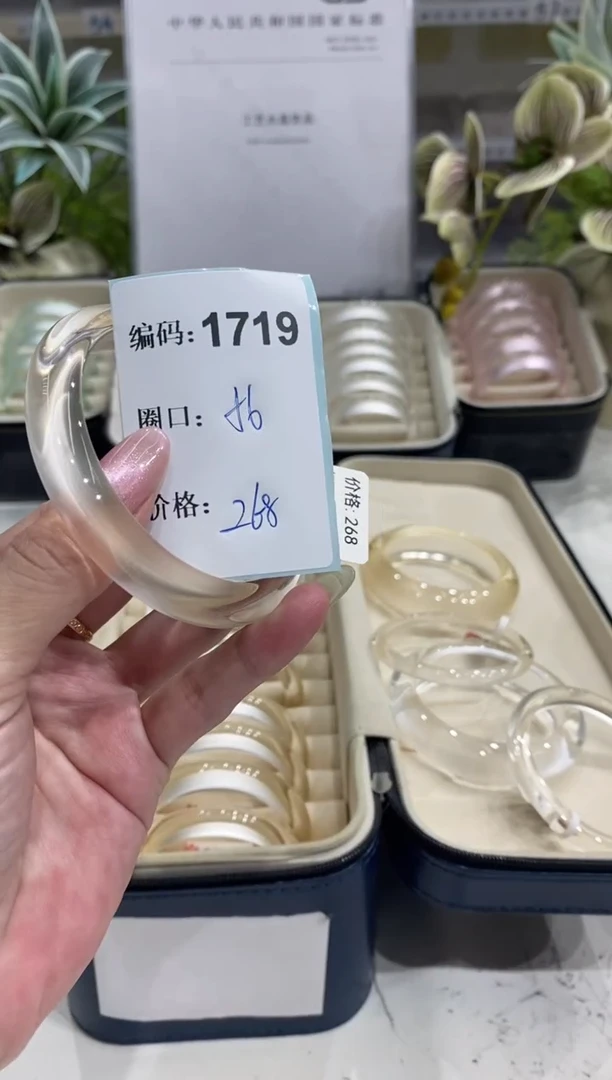 中华人民共和国国家标准
编码: 1719
圈口: 56
价格: 268
价格: 268